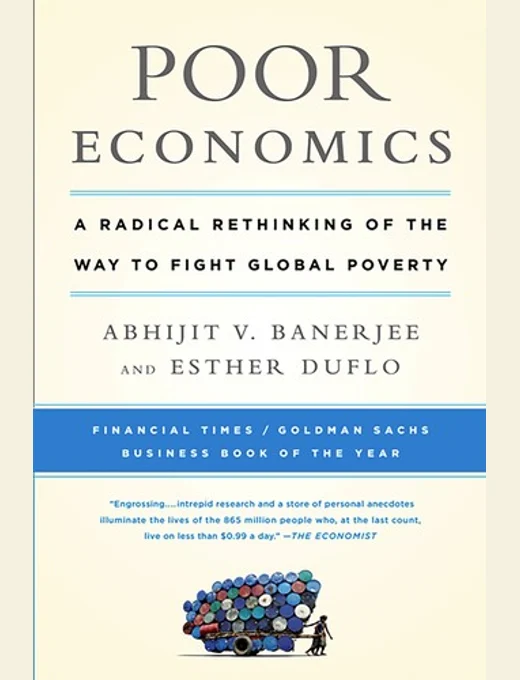 POOR
ECONOMICS
A RADICAL RETHINKING OF THE
WAY TO FIGHT GLOBAL POVERTY
ABHIJIT V. BANERJEE
AND ESTHER DUFLO
FINANCIAL TIMES / GOLDMAN SACHS
BUSINESS BOOK OF THE YEAR
“Engrossing....intrepid research and a store of personal anecdotes
illuminate the lives of the 865 million people who, at the last count,
live on less than $0.99 a day.” —THE ECONOMIST